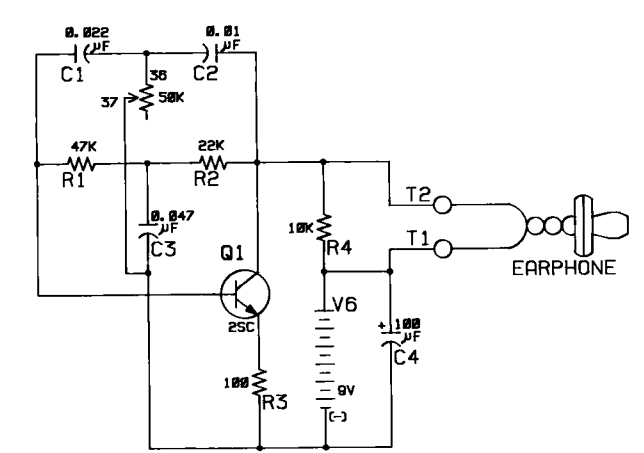 0.022
µF
C1
0.01
µF
C2
36
37
50K
47K
R1
22K
R2
0.047
µF
C3
Q1
2SC
100
R3
10K
R4
T2
T1
EARPHONE
V6
9V
(-)
+ 100
µF
C4